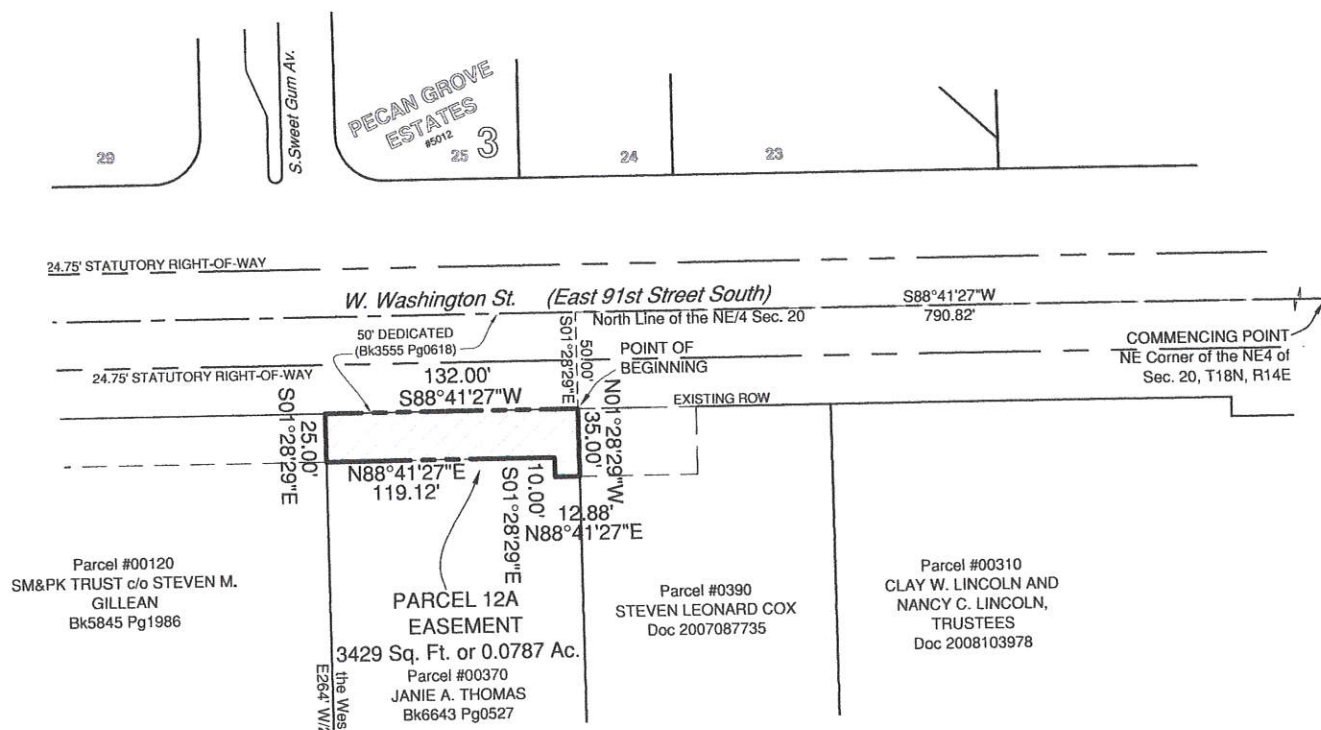 S.Sweet Gum Av.
PECAN GROVE
ESTATES
#5012
3
29
25
24
23
24.75' STATUTORY RIGHT-OF-WAY
W. Washington St. (East 91st Street South)
S88°41'27"W
790.82'
North Line of the NE/4 Sec. 20
50' DEDICATED
(Bk3555 Pg0618)
S01°28'29"E
50.00'
POINT OF
BEGINNING
COMMENCING POINT
NE Corner of the NE4 of
Sec. 20, T18N, R14E
24.75' STATUTORY RIGHT-OF-WAY
132.00'
S88°41'27"W
EXISTING ROW
S01°28'29"E
25.00'
N01°28'29"W
35.00'
N88°41'27"E
119.12'
S01°28'29"E
10.00'
12.88'
N88°41'27"E
Parcel #00120
SM&PK TRUST c/o STEVEN M.
GILLEAN
Bk5845 Pg1986
PARCEL 12A
EASEMENT
3429 Sq. Ft. or 0.0787 Ac.
Parcel #00370
JANIE A. THOMAS
Bk6643 Pg0527
Parcel #0390
STEVEN LEONARD COX
Doc 2007087735
Parcel #00310
CLAY W. LINCOLN AND
NANCY C. LINCOLN,
TRUSTEES
Doc 2008103978
E264' W/2
the Wes